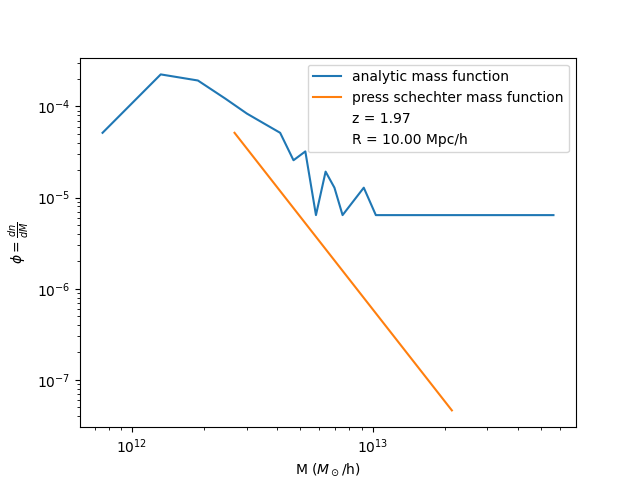 analytic mass function
press schechter mass function
z = 1.97
R = 10.00 Mpc/h
10⁻⁴
10⁻⁵
10⁻⁶
10⁻⁷
ϕ = dn/dM
10¹² 10¹³
M (M⊙/h)